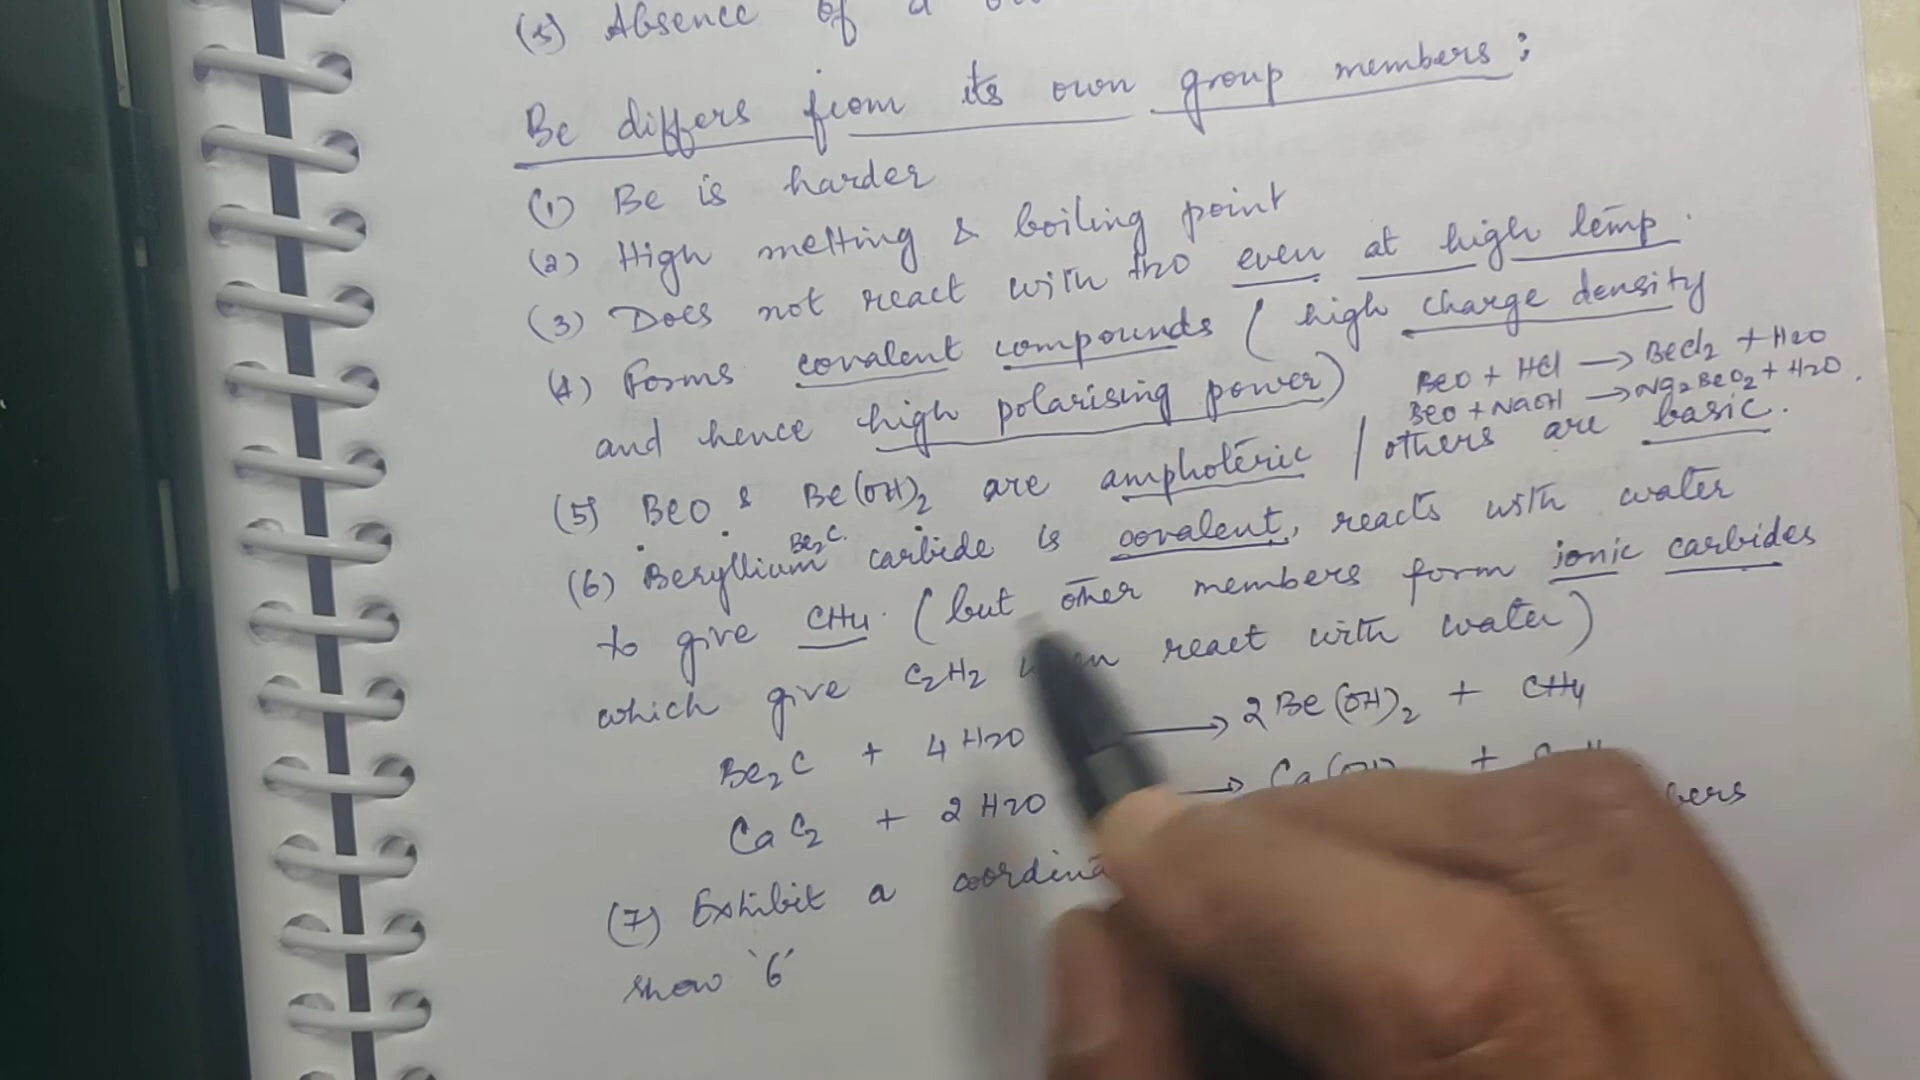 (s) Absence of a
Be differs from its own group members :
(1) Be is harder
(2) High melting & boiling point
(3) Does not react with H2O even at high temp.
(4) Forms covalent compounds ( high charge density
and hence high polarising power)
BeO + HCl → BeCl2 + H2O
BeO + NaOH → Na2BeO2 + H2O.
(5) BeO & Be(OH)2 are amphoteric / others are basic.
Be2C.
(6) Beryllium carbide is covalent, reacts with water
to give CH4. (but other members form ionic carbides
which give C2H2 react with water)
Be2C + 4H2O → 2Be(OH)2 + CH4
CaC2 + 2H2O → Ca(OH) +
(7) Exhibit a
show '6'